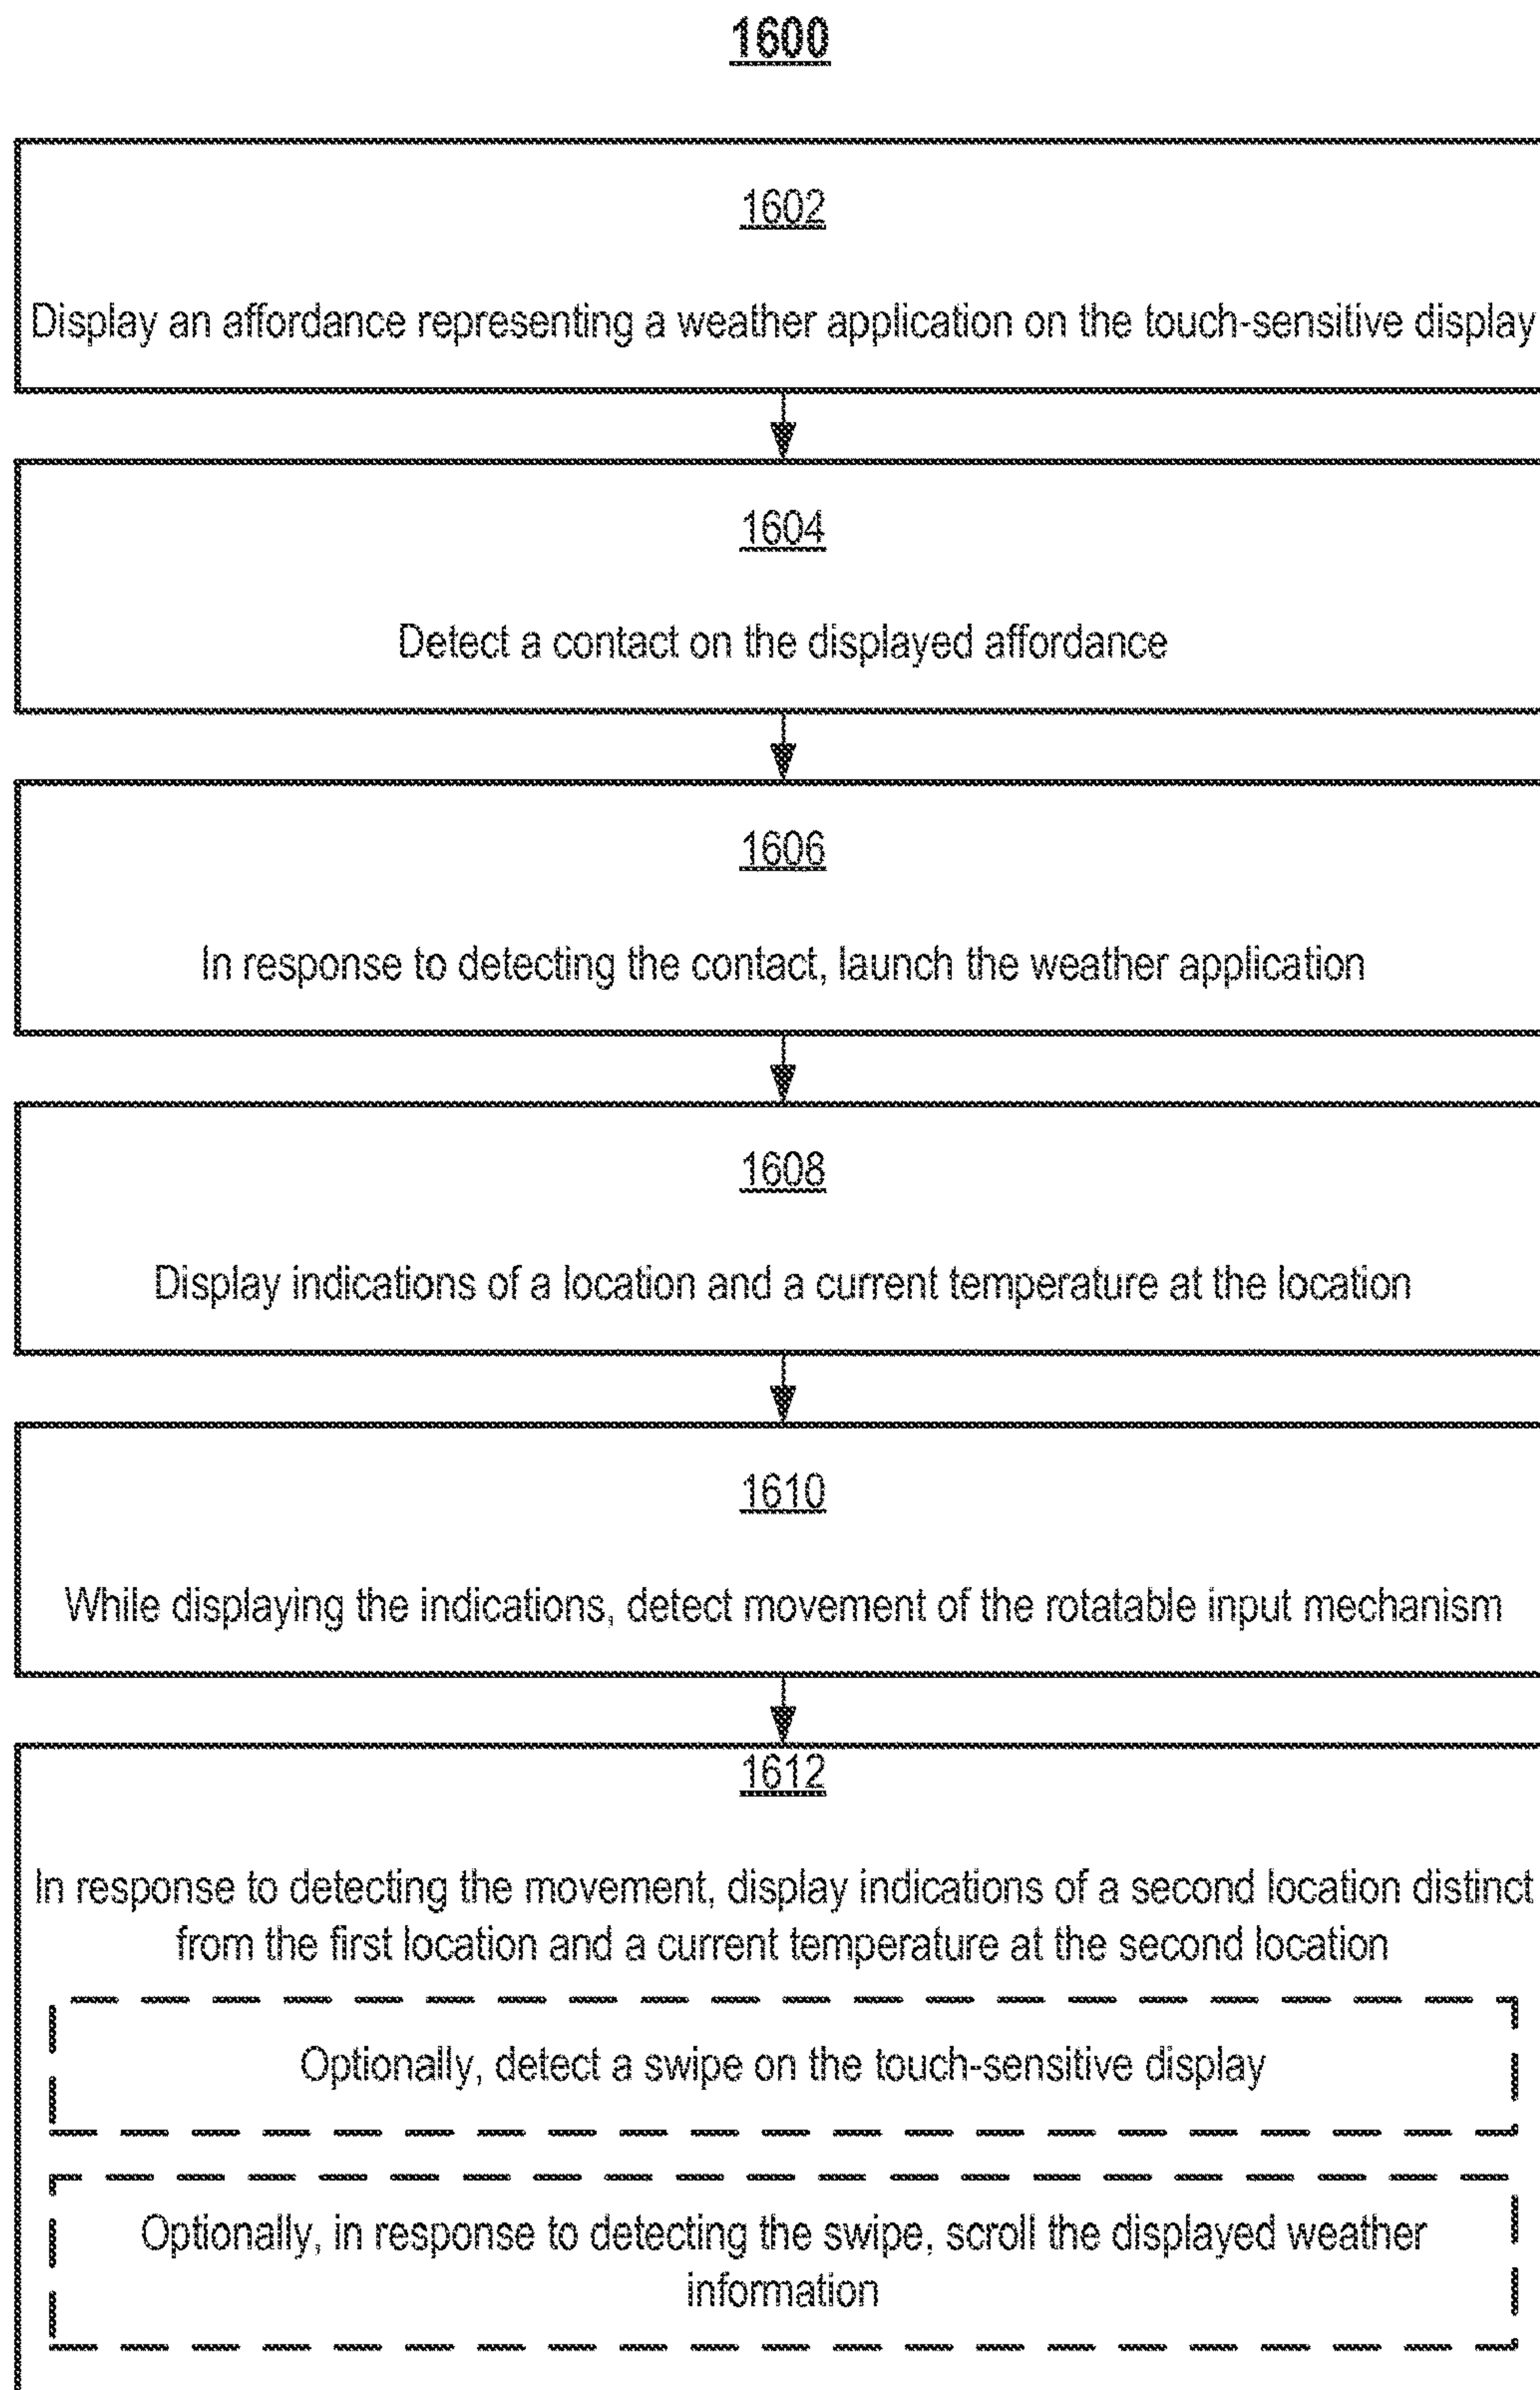 1600
1602
Display an affordance representing a weather application on the touch-sensitive display
1604
Detect a contact on the displayed affordance
1606
In response to detecting the contact, launch the weather application
1608
Display indications of a location and a current temperature at the location
1610
While displaying the indications, detect movement of the rotatable input mechanism
1612
In response to detecting the movement, display indications of a second location distinct
from the first location and a current temperature at the second location
Optionally, detect a swipe on the touch-sensitive display
Optionally, in response to detecting the swipe, scroll the displayed weather
information